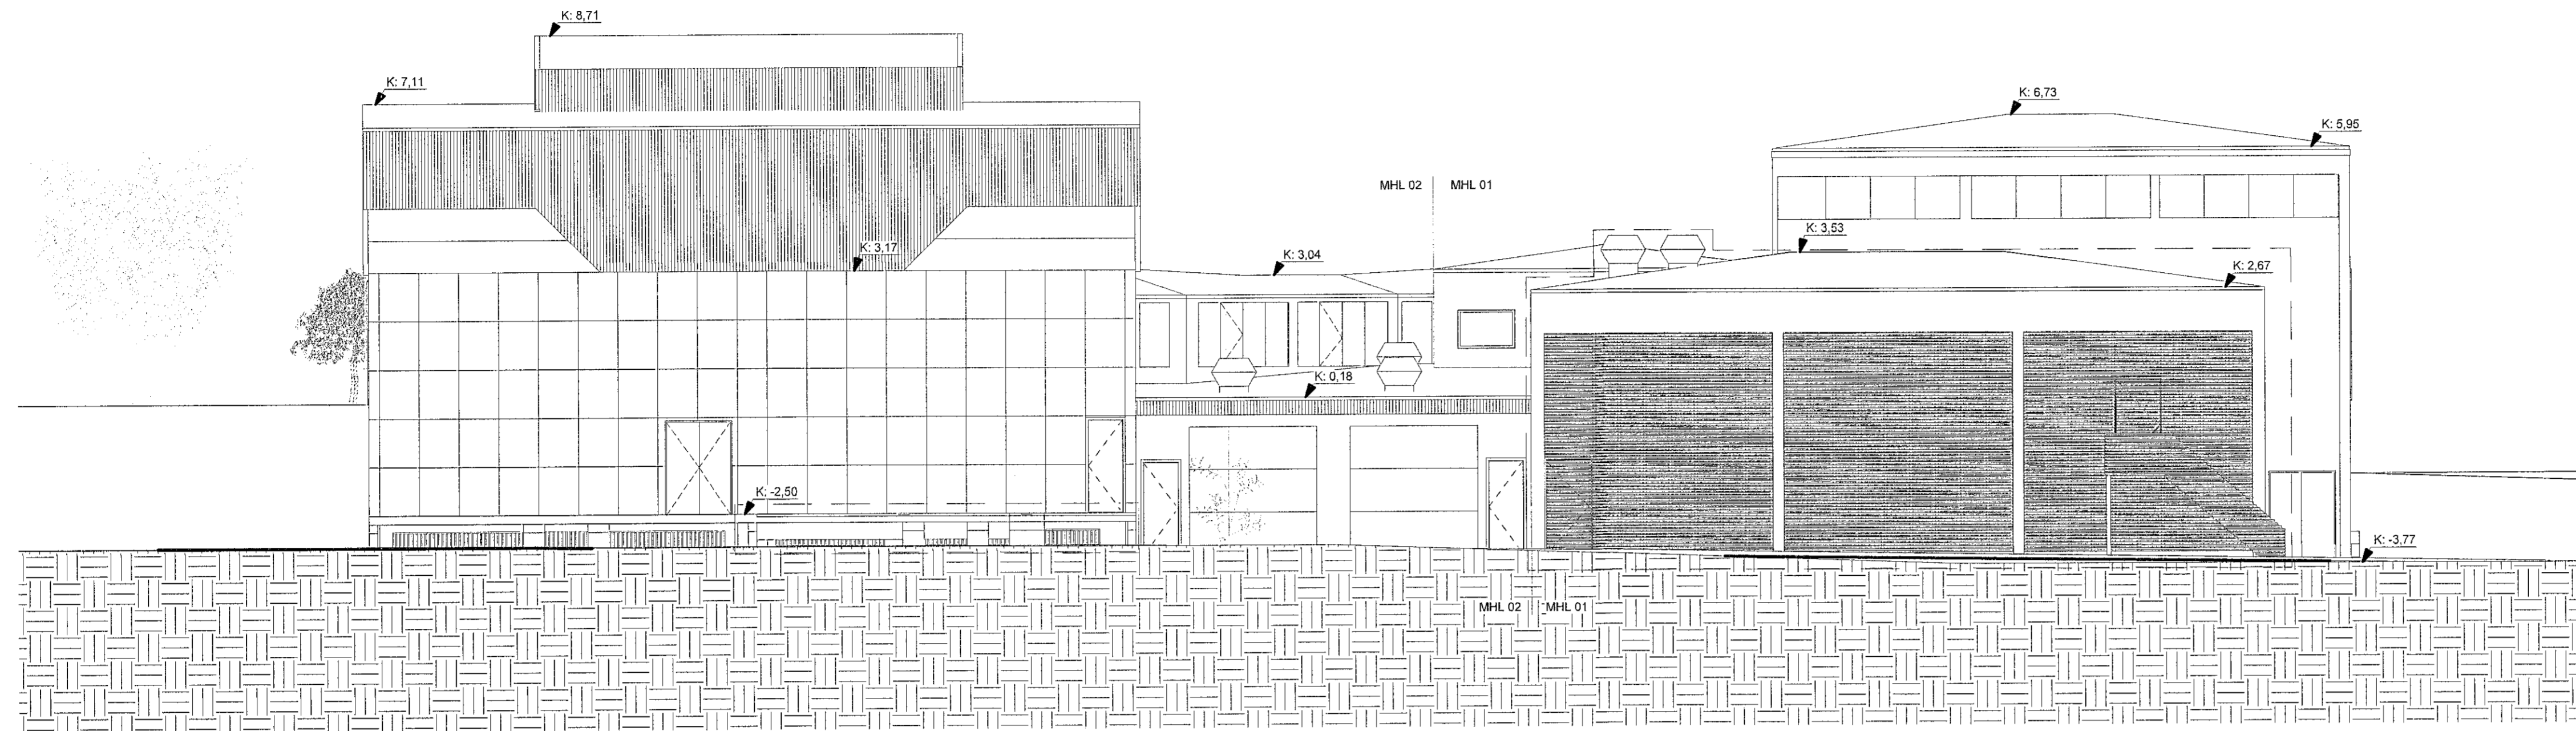 K: 8,71
K: 7,11
K: 6,73
K: 5,95
MHL 02
MHL 01
K: 3,53
K: 3,17
K: 3,04
K: 2,67
K: 0,18
K: -2,50
K: -3,77
MHL 02
MHL 01